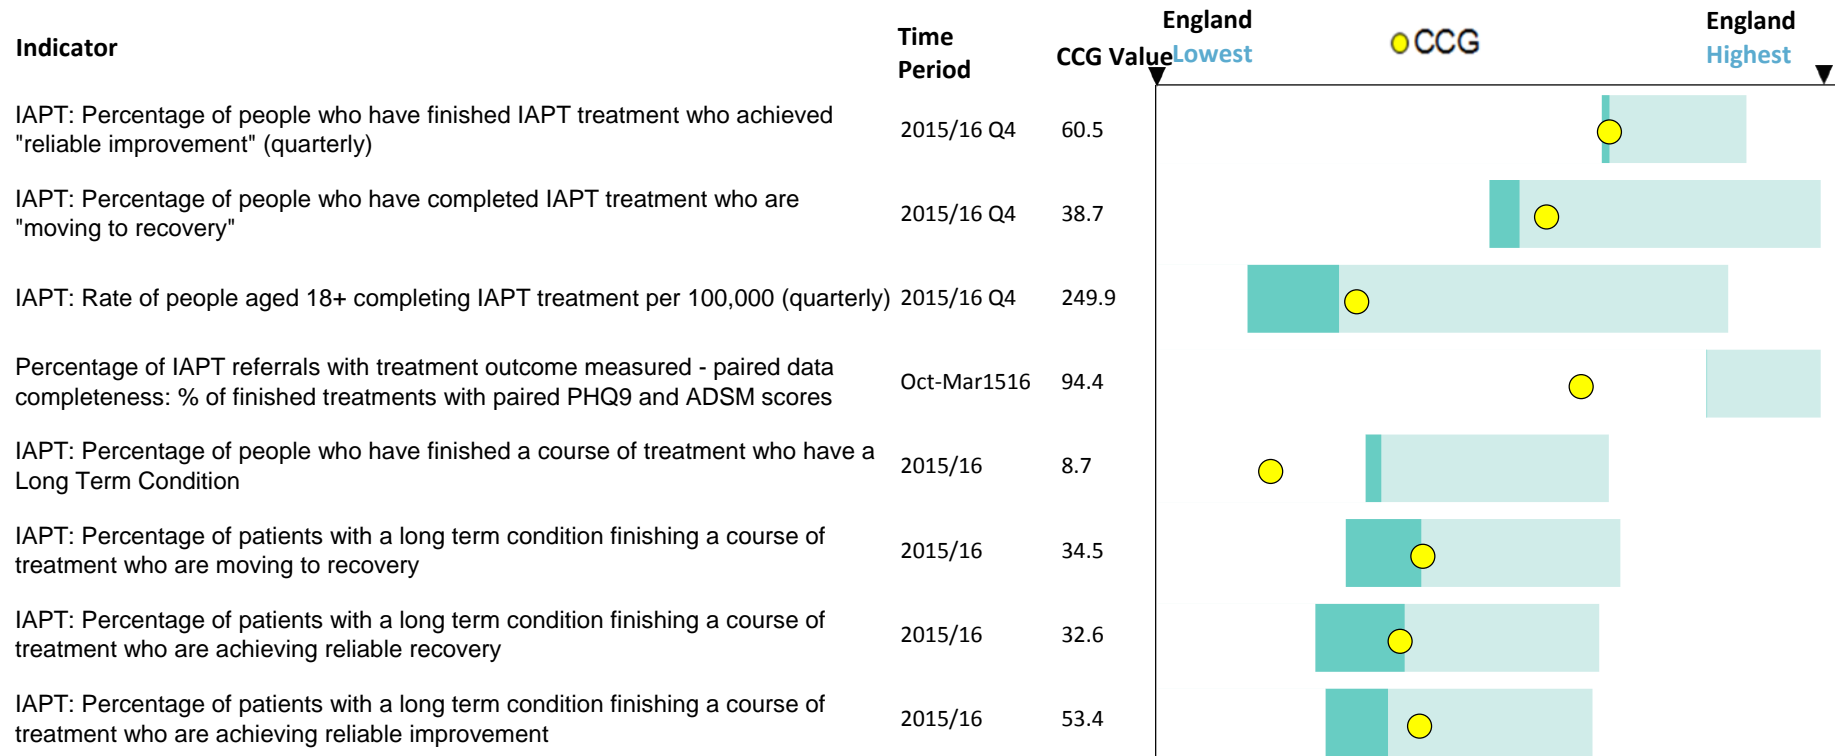 Indicator
Time
Period
CCG Value
England
Lowest
CCG
England
Highest
IAPT: Percentage of people who have finished IAPT treatment who achieved
"reliable improvement" (quarterly)
2015/16 Q4
60.5
IAPT: Percentage of people who have completed IAPT treatment who are
"moving to recovery"
2015/16 Q4
38.7
IAPT: Rate of people aged 18+ completing IAPT treatment per 100,000 (quarterly)
2015/16 Q4
249.9
Percentage of IAPT referrals with treatment outcome measured - paired data
completeness: % of finished treatments with paired PHQ9 and ADSM scores
Oct-Mar1516
94.4
IAPT: Percentage of people who have finished a course of treatment who have a
Long Term Condition
2015/16
8.7
IAPT: Percentage of patients with a long term condition finishing a course of
treatment who are moving to recovery
2015/16
34.5
IAPT: Percentage of patients with a long term condition finishing a course of
treatment who are achieving reliable recovery
2015/16
32.6
IAPT: Percentage of patients with a long term condition finishing a course of
treatment who are achieving reliable improvement
2015/16
53.4